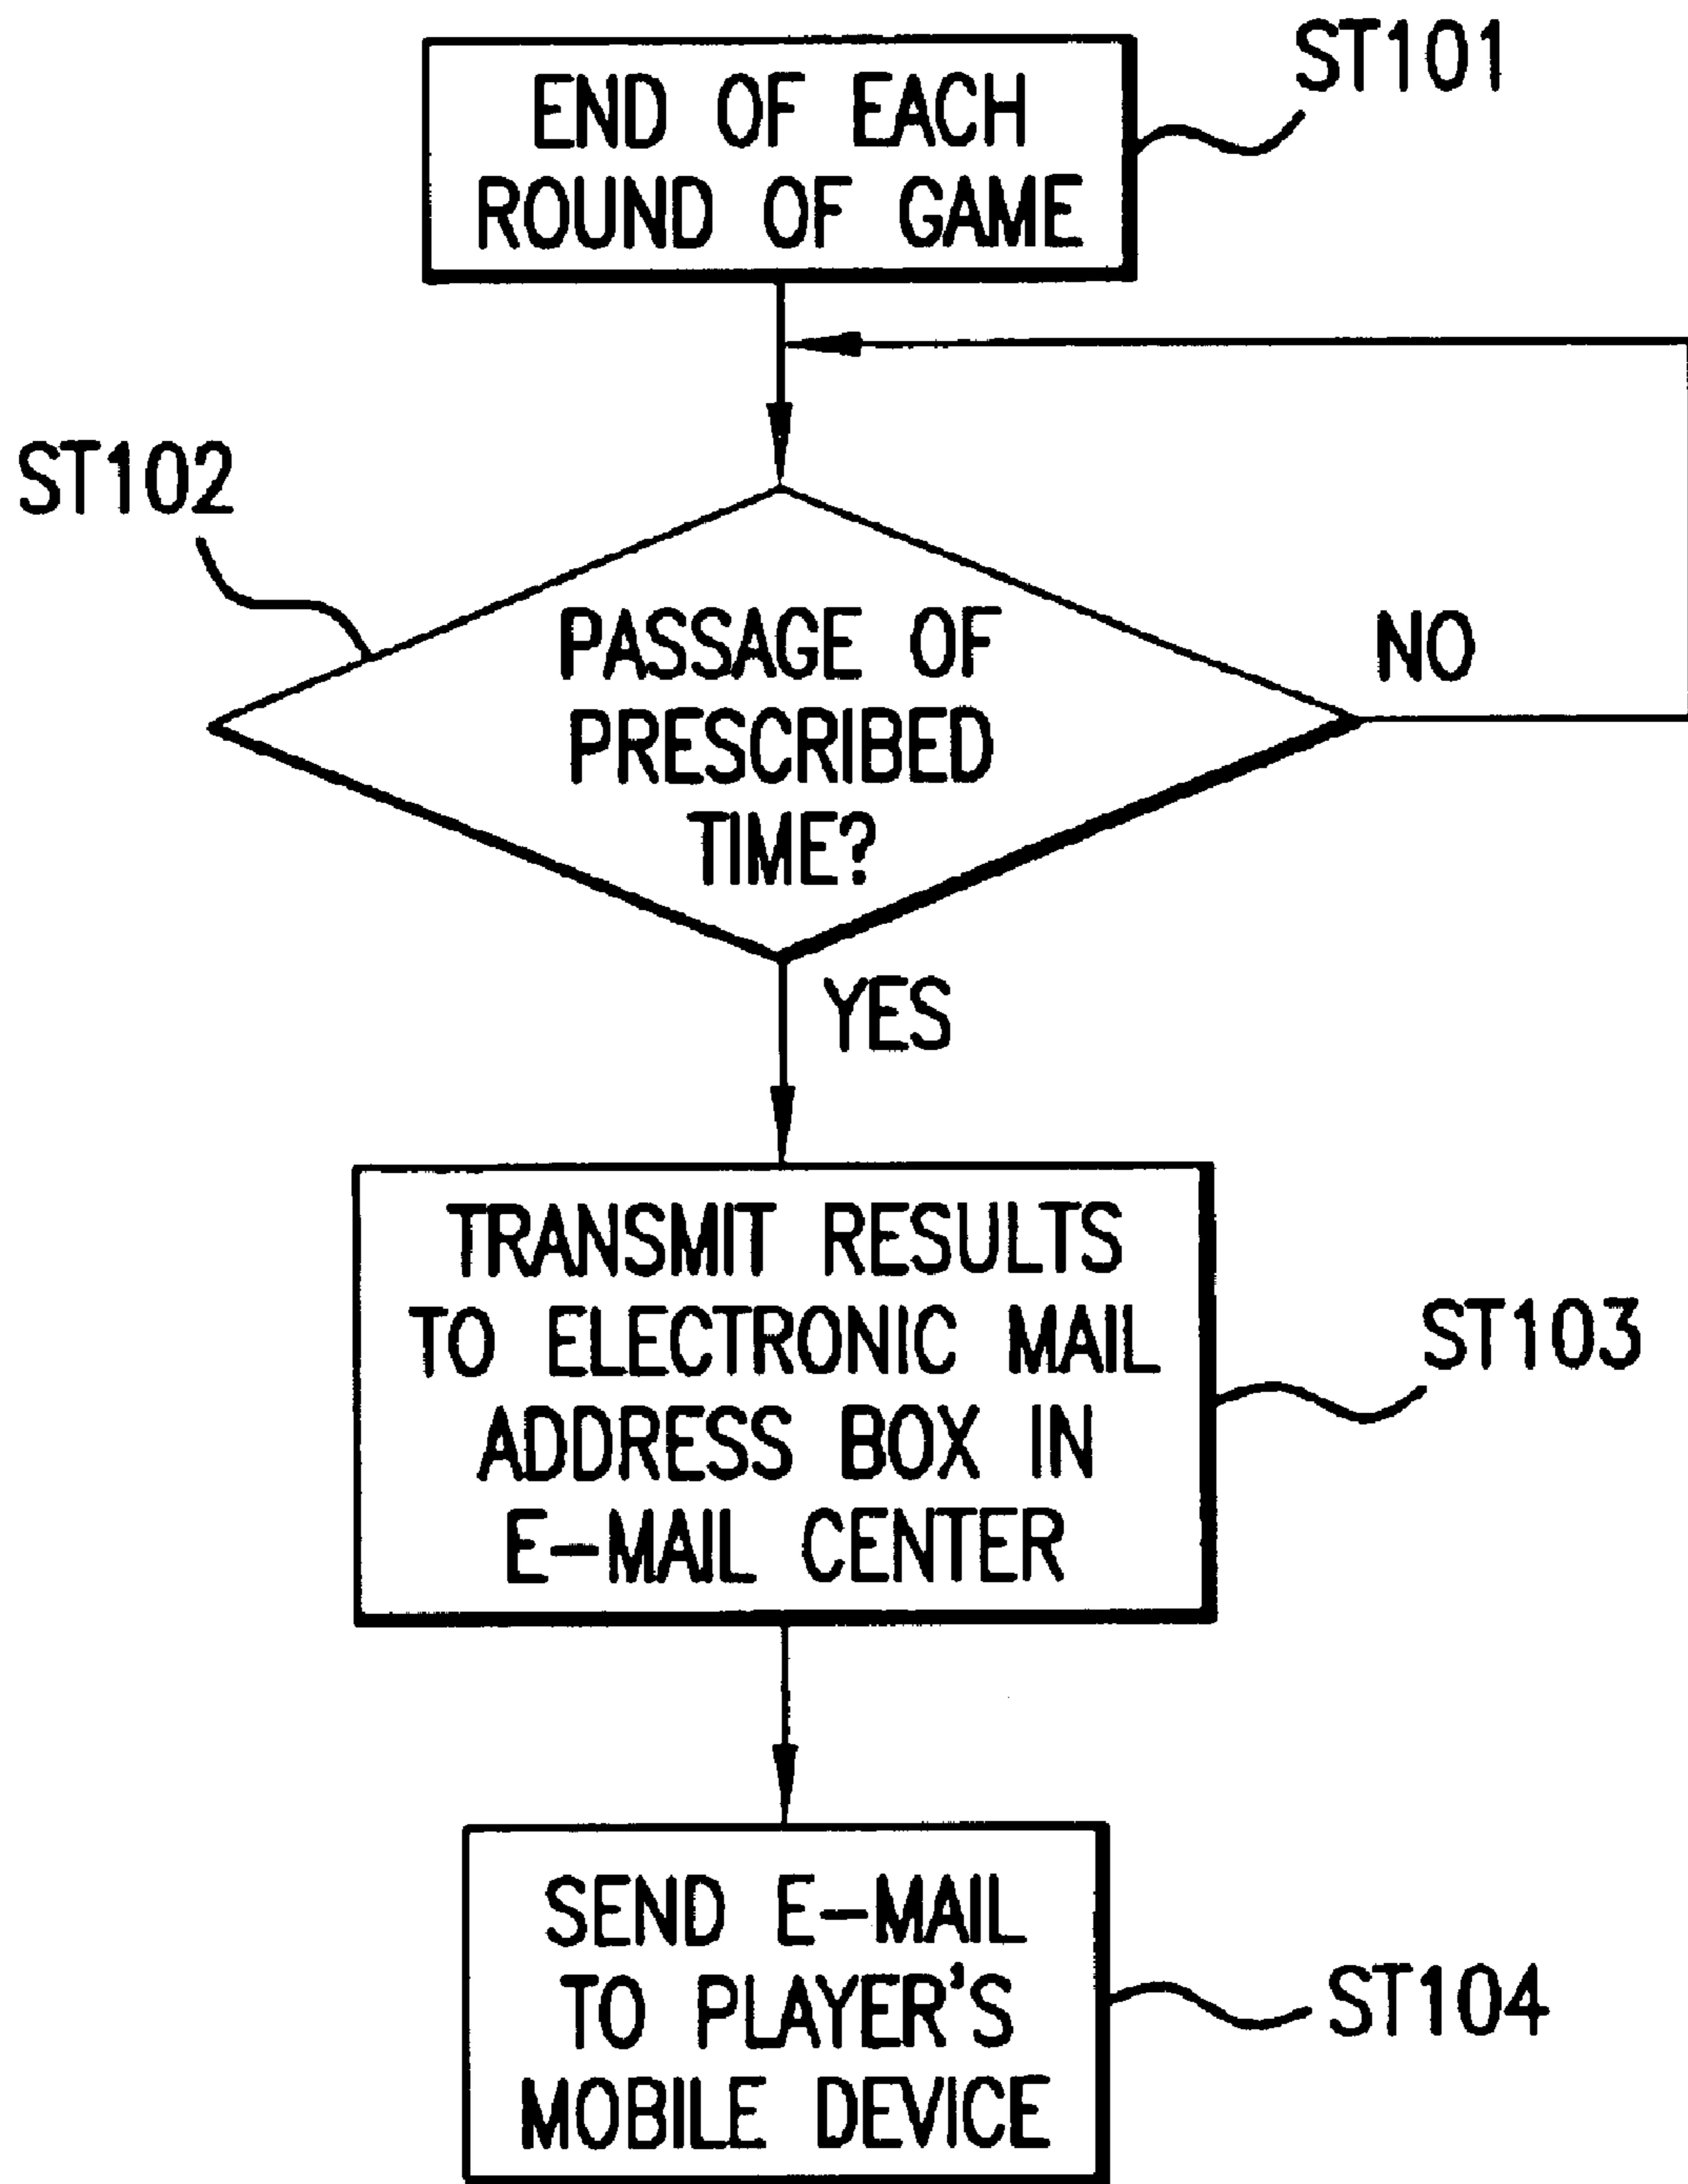 ST101
END OF EACH
ROUND OF GAME
ST102
PASSAGE OF
PRESCRIBED
TIME?
NO
YES
TRANSMIT RESULTS
TO ELECTRONIC MAIL
ADDRESS BOX IN
E-MAIL CENTER
ST103
SEND E-MAIL
TO PLAYER'S
MOBILE DEVICE
ST104